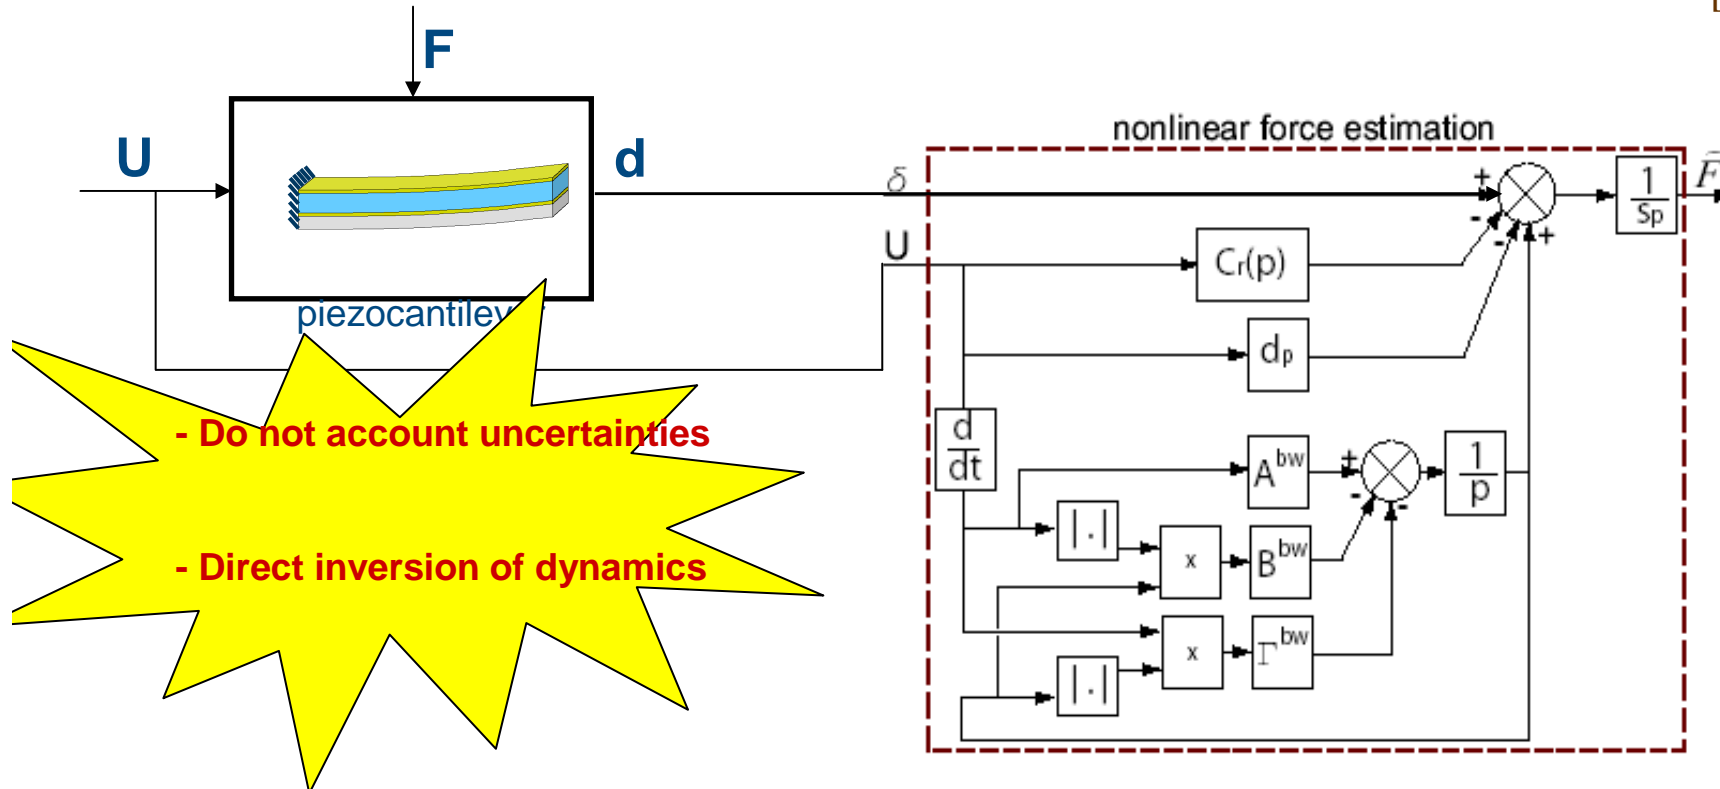 F
U
d
piezocantilev
nonlinear force estimation
δ
U
+
-
-
+
1
Sp
F̂
Cr(p)
dp
d
dt
A^bw
+
-
-
1
p
|.|
x
B^bw
x
Γ^bw
|.|
- Do not account uncertainties
- Direct inversion of dynamics